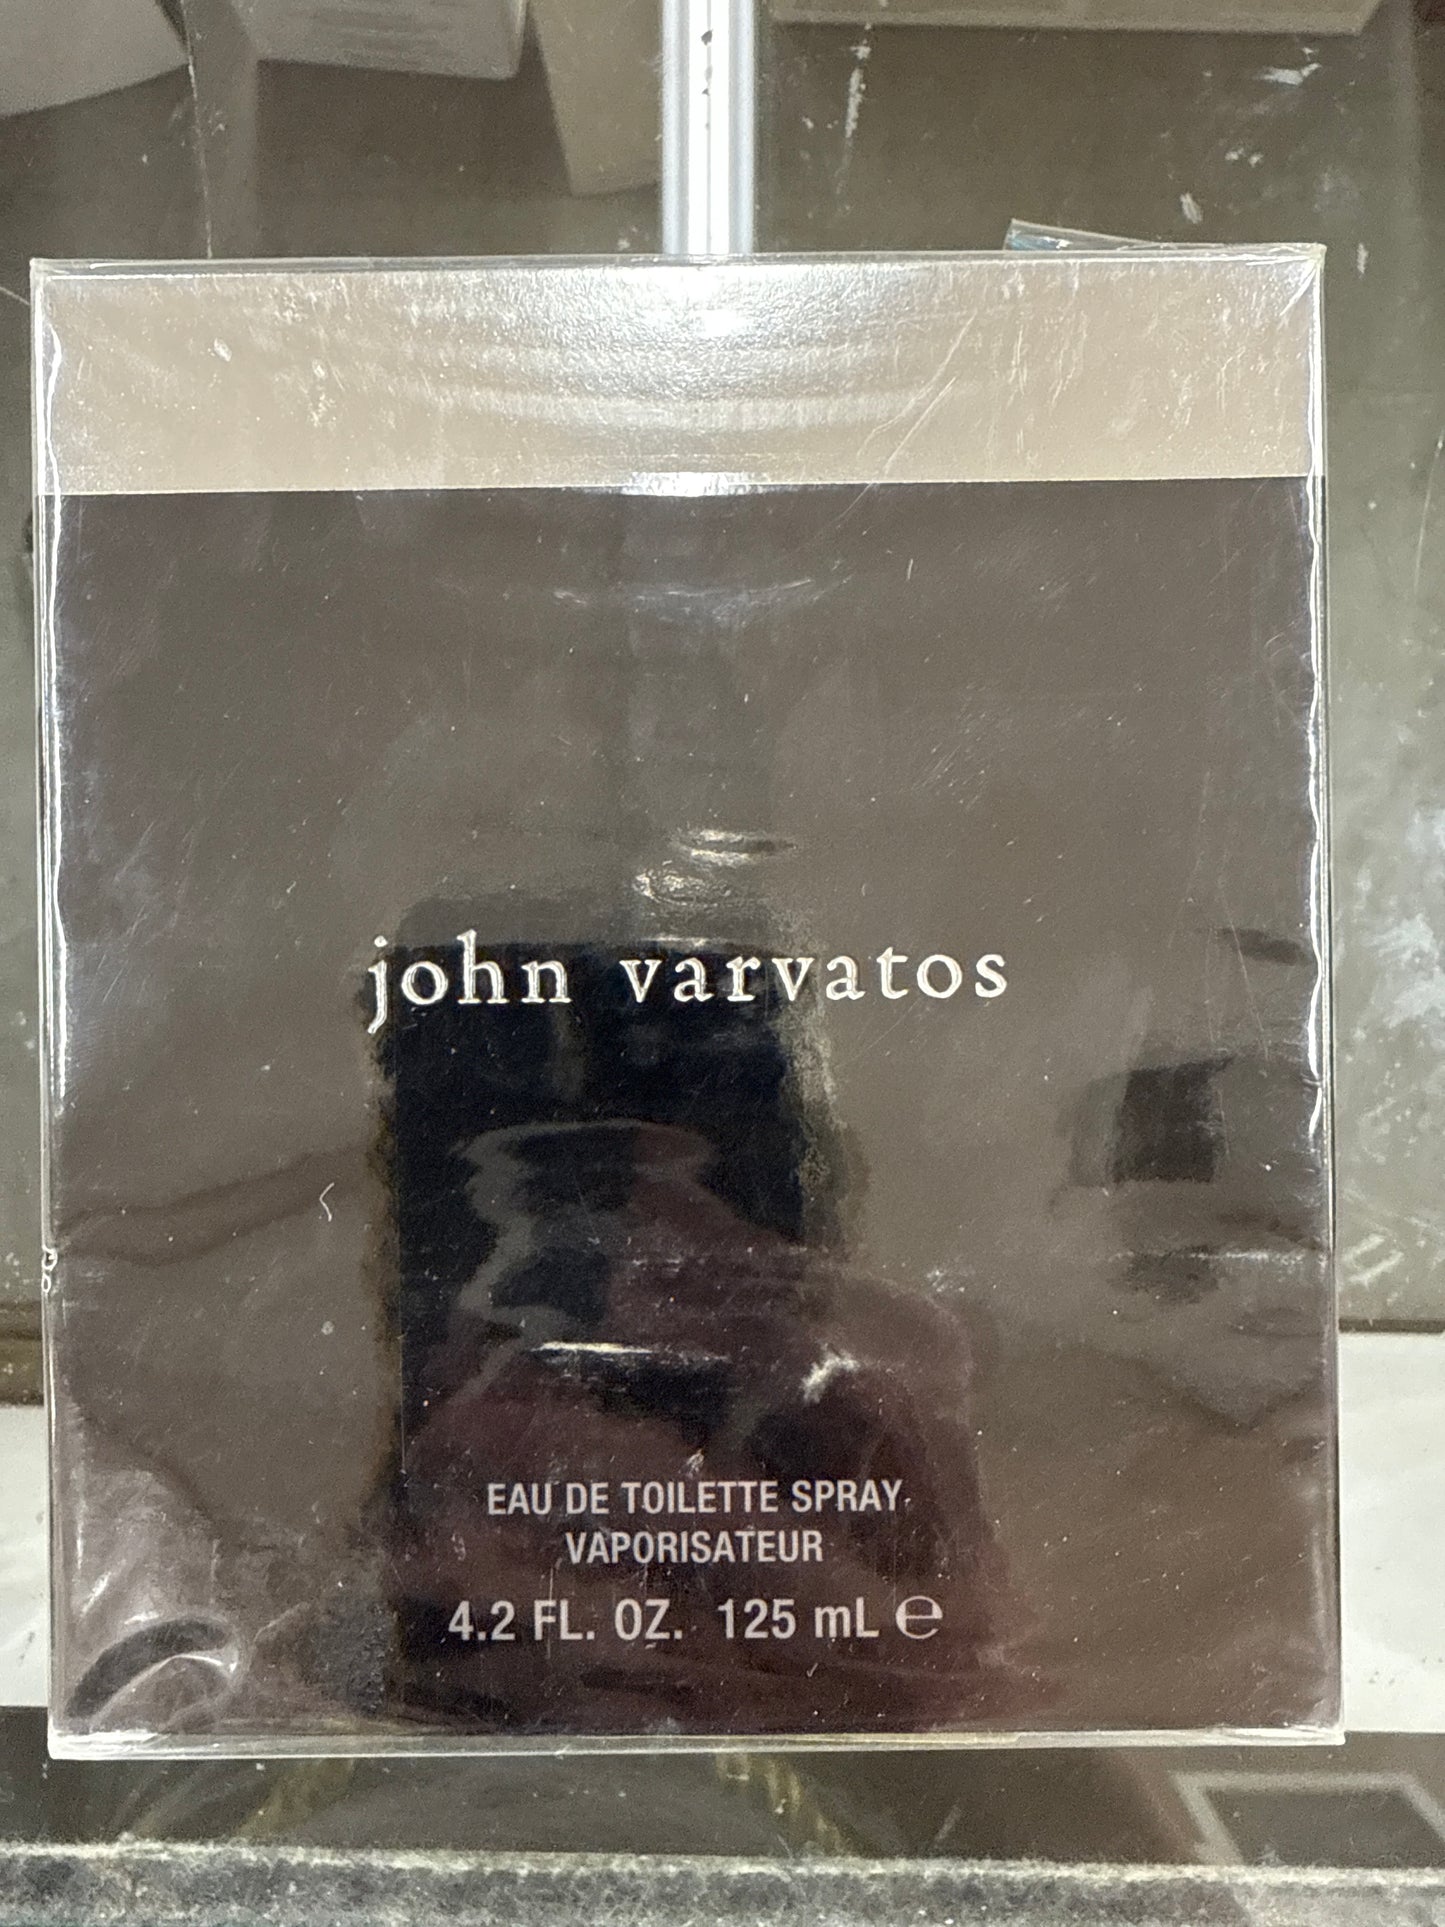 john varvatos
EAU DE TOILETTE SPRAY
VAPORISATEUR
4.2 FL. OZ. 125 mL ℮